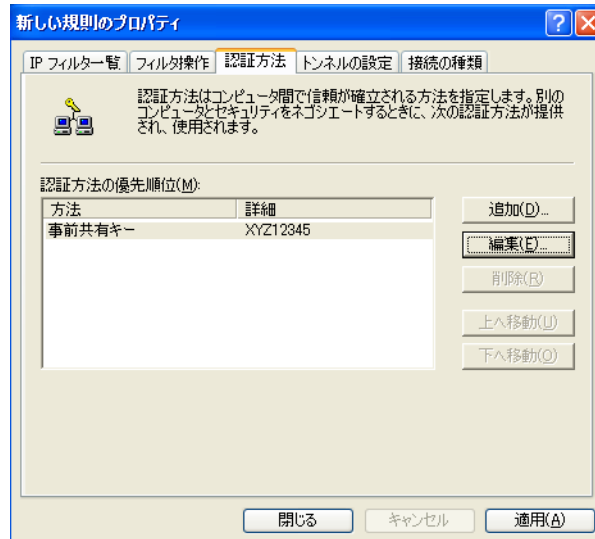 新しい規則のプロパティ
IP フィルター覧 フィルタ操作 認証方法 トンネルの設定 接続の種類
認証方法はコンピュータ間で信頼が確立される方法を指定します。別の
コンピュータとセキュリティをネゴシエートするときに、次の認証方法が提供
され、使用されます。
認証方法の優先順位(M):
方法 詳細
事前共有キー XYZ12345
追加(D)...
編集(E)...
削除(R)
上へ移動(U)
下へ移動(O)
閉じる キャンセル 適用(A)